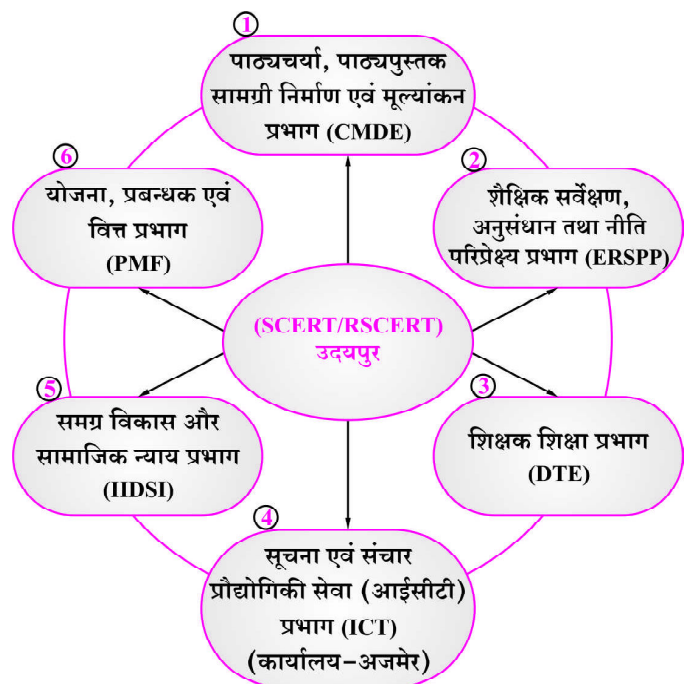 ①
पाठ्यचर्या, पाठ्यपुस्तक
सामग्री निर्माण एवं मूल्यांकन
प्रभाग (CMDE)
②
शैक्षिक सर्वेक्षण,
अनुसंधान तथा नीति
परिप्रेक्ष्य प्रभाग (ERSPP)
③
शिक्षक शिक्षा प्रभाग
(DTE)
④
सूचना एवं संचार
प्रौद्योगिकी सेवा (आईसीटी)
प्रभाग (ICT)
(कार्यालय-अजमेर)
⑤
समग्र विकास और
सामाजिक न्याय प्रभाग
(IIDSI)
⑥
योजना, प्रबन्धक एवं
वित्त प्रभाग
(PMF)
(SCERT/RSCERT)
उदयपुर